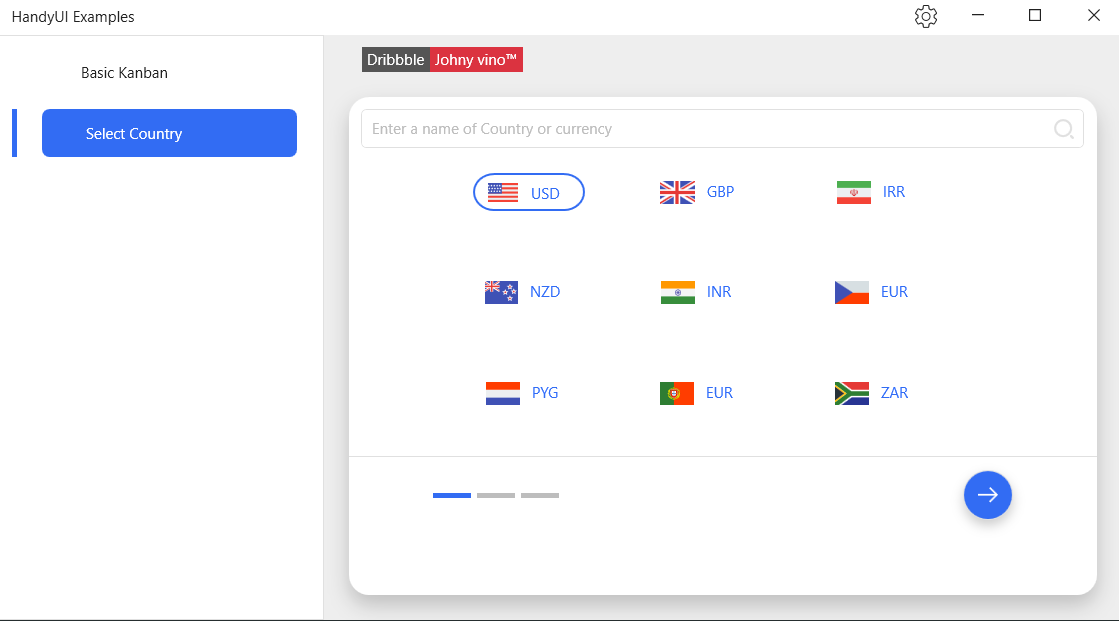 HandyUI Examples
Basic Kanban
Select Country
Dribbble Johny vino™
Enter a name of Country or currency
USD GBP IRR
NZD INR EUR
PYG EUR ZAR